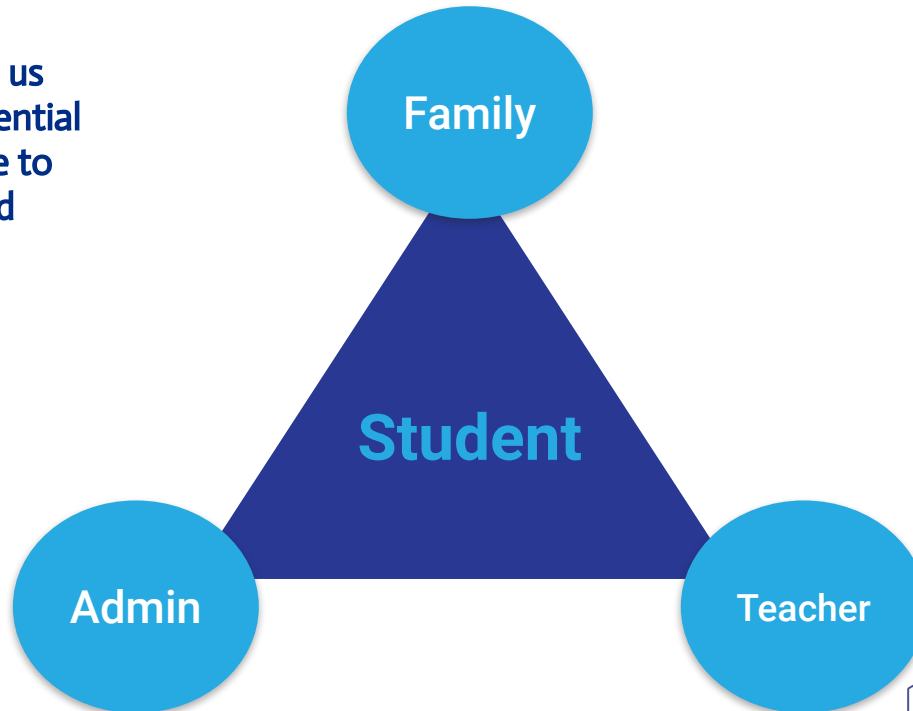 us
ential
e to
d
Family
Student
Admin
Teacher